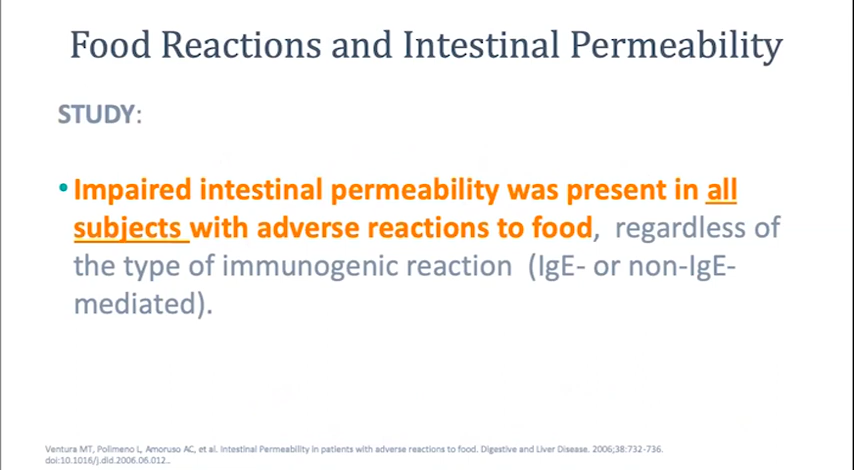 Food Reactions and Intestinal Permeability
STUDY:
• Impaired intestinal permeability was present in all
subjects with adverse reactions to food, regardless of
the type of immunogenic reaction (IgE- or non-IgE-
mediated).
Ventura MT, Polimeno L, Amoruso AC, et al. Intestinal Permeability in patients with adverse reactions to food. Digestive and Liver Disease. 2006;38:732-736.
doi:10.1016/j.dld.2006.06.012..